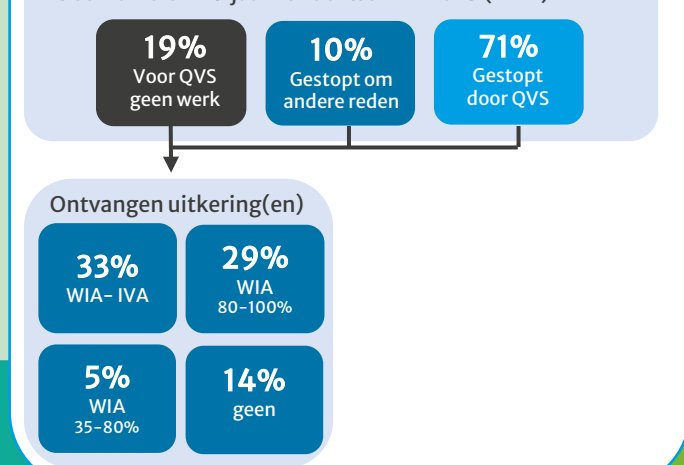 19%
Voor QVS
geen werk
10%
Gestopt om
andere reden
71%
Gestopt
door QVS
Ontvangen uitkering(en)
33%
WIA- IVA
29%
WIA
80-100%
5%
WIA
35-80%
14%
geen